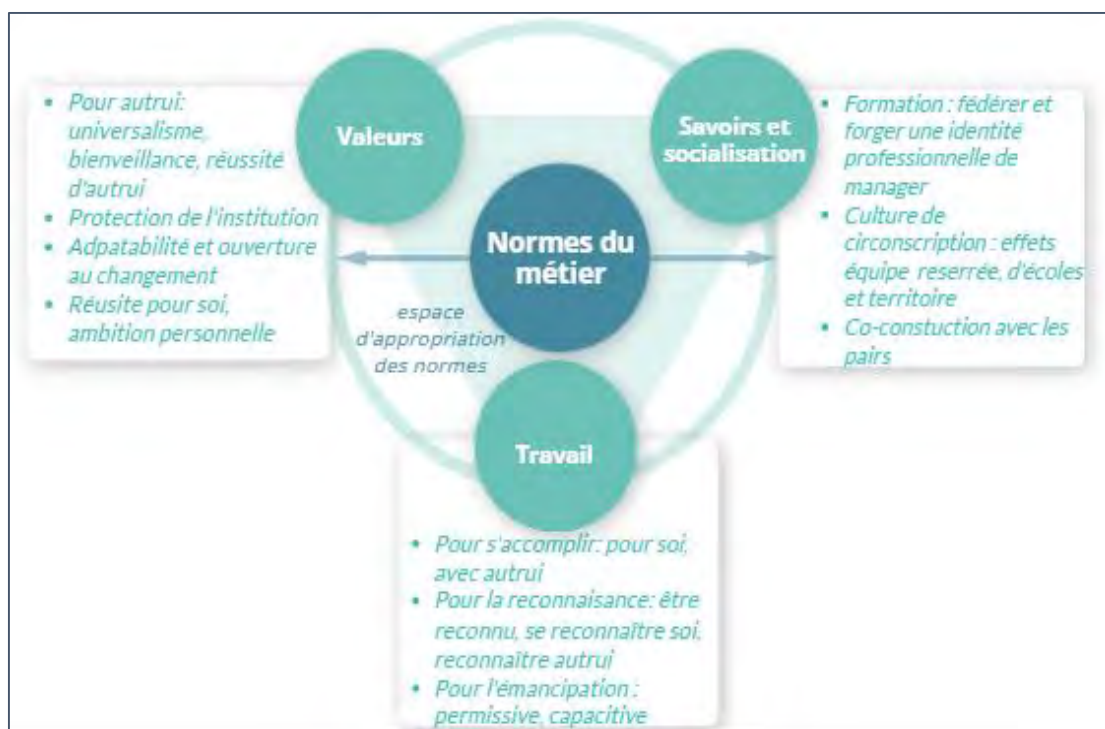 Valeurs
• Pour autrui:
universalisme,
bienveillance, réussité
d'autrui
• Protection de l'institution
• Adpatabilité et ouverture
au changement
• Réusite pour soi,
ambition personnelle
Savoirs et
socialisation
• Formation : fédérer et
forger une identité
professionnelle de
manager
• Culture de
circonscription : effets
équipe reserrée, d'écoles
et territoire
• Co-constuction avec les
pairs
Normes du
métier
espace
d'appropriation
des normes
Travail
• Pour s'accomplir: pour soi,
avec autrui
• Pour la reconnaisance: être
reconnu, se reconnaître soi,
reconnaître autrui
• Pour l'émancipation :
permissive, capacitive